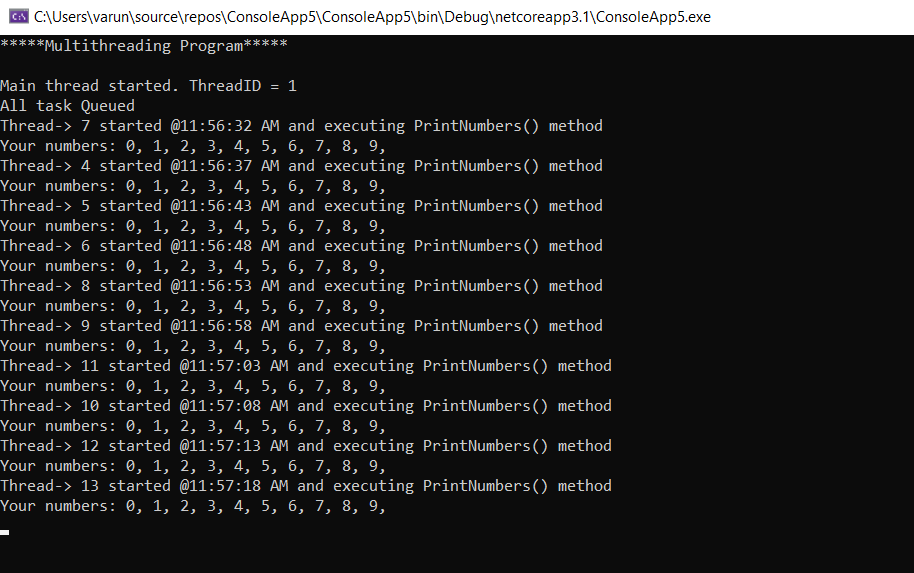 C:\Users\varun\source\repos\ConsoleApp5\ConsoleApp5\bin\Debug\netcoreapp3.1\ConsoleApp5.exe
*****Multithreading Program*****
Main thread started. ThreadID = 1
All task Queued
Thread-> 7 started @11:56:32 AM and executing PrintNumbers() method
Your numbers: 0, 1, 2, 3, 4, 5, 6, 7, 8, 9,
Thread-> 4 started @11:56:37 AM and executing PrintNumbers() method
Your numbers: 0, 1, 2, 3, 4, 5, 6, 7, 8, 9,
Thread-> 5 started @11:56:43 AM and executing PrintNumbers() method
Your numbers: 0, 1, 2, 3, 4, 5, 6, 7, 8, 9,
Thread-> 6 started @11:56:48 AM and executing PrintNumbers() method
Your numbers: 0, 1, 2, 3, 4, 5, 6, 7, 8, 9,
Thread-> 8 started @11:56:53 AM and executing PrintNumbers() method
Your numbers: 0, 1, 2, 3, 4, 5, 6, 7, 8, 9,
Thread-> 9 started @11:56:58 AM and executing PrintNumbers() method
Your numbers: 0, 1, 2, 3, 4, 5, 6, 7, 8, 9,
Thread-> 11 started @11:57:03 AM and executing PrintNumbers() method
Your numbers: 0, 1, 2, 3, 4, 5, 6, 7, 8, 9,
Thread-> 10 started @11:57:08 AM and executing PrintNumbers() method
Your numbers: 0, 1, 2, 3, 4, 5, 6, 7, 8, 9,
Thread-> 12 started @11:57:13 AM and executing PrintNumbers() method
Your numbers: 0, 1, 2, 3, 4, 5, 6, 7, 8, 9,
Thread-> 13 started @11:57:18 AM and executing PrintNumbers() method
Your numbers: 0, 1, 2, 3, 4, 5, 6, 7, 8, 9,